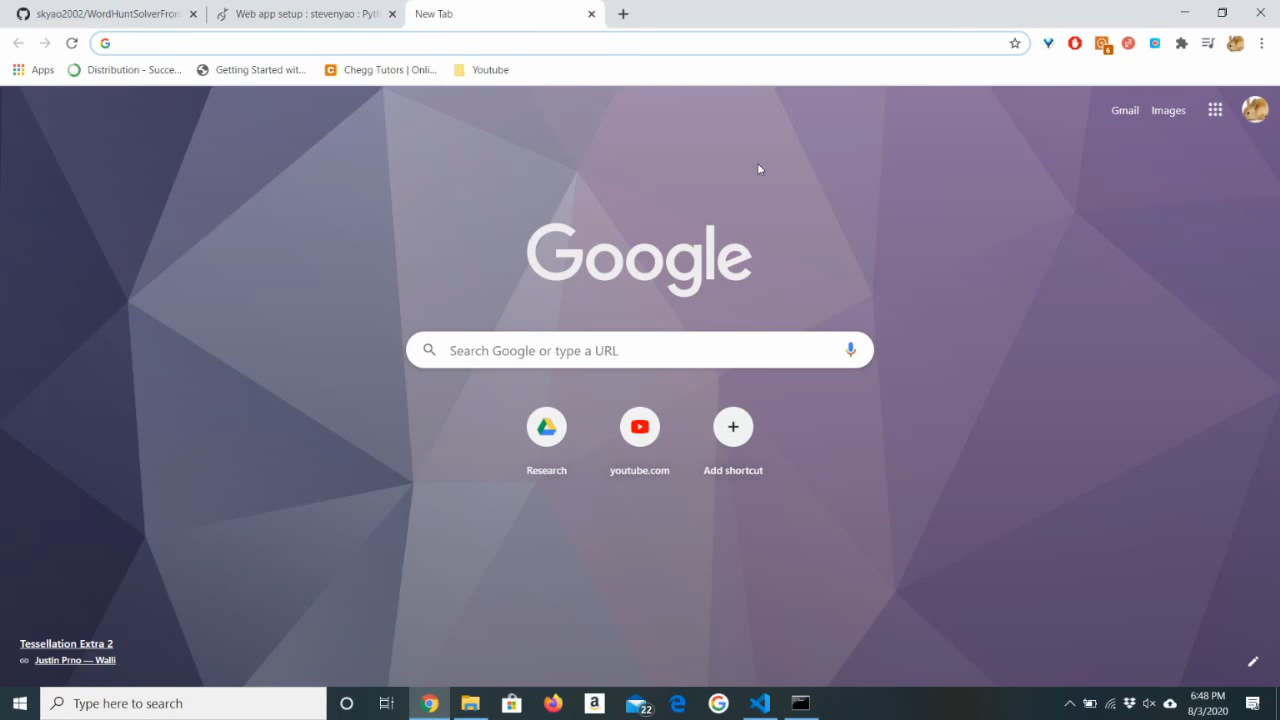 skyao2002/WordHuntSolverFron
Web app setup : stevenyao : Pyt
New Tab
Apps
Distribution - Succe...
Getting Started wit...
Chegg Tutors | Onli...
Youtube
6
Gmail
Images
Google
Search Google or type a URL
Research
youtube.com
Add shortcut
Tessellation Extra 2
Justin Prno — Walli
Type here to search
22
6:48 PM
8/3/2020